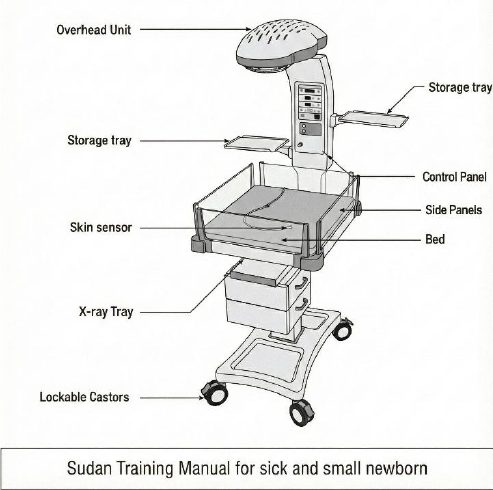 Overhead Unit
Storage tray
Storage tray
Control Panel
Side Panels
Skin sensor
Bed
X-ray Tray
Lockable Castors
Sudan Training Manual for sick and small newborn